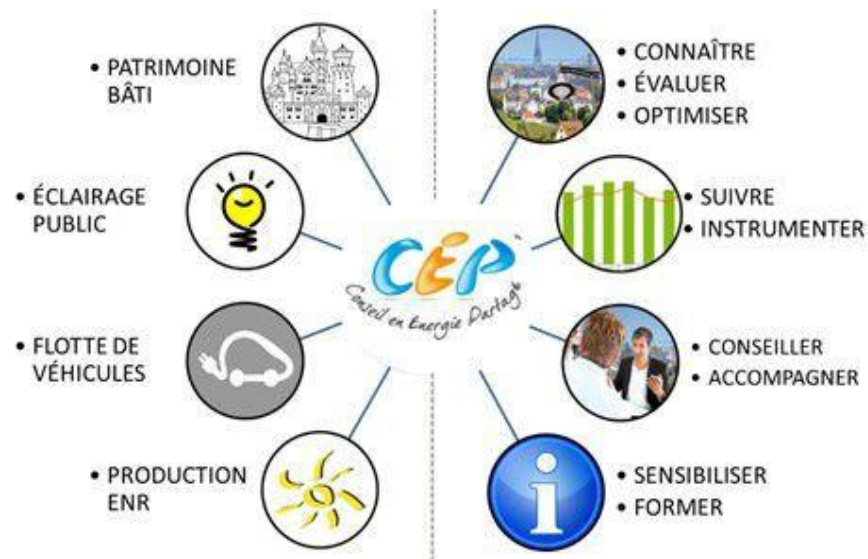 • PATRIMOINE
BÂTI
• ÉCLAIRAGE
PUBLIC
• FLOTTE DE
VÉHICULES
• PRODUCTION
ENR
CEP
Conseil en Energie Partagé
• CONNAÎTRE
• ÉVALUER
• OPTIMISER
• SUIVRE
• INSTRUMENTER
• CONSEILLER
• ACCOMPAGNER
• SENSIBILISER
• FORMER